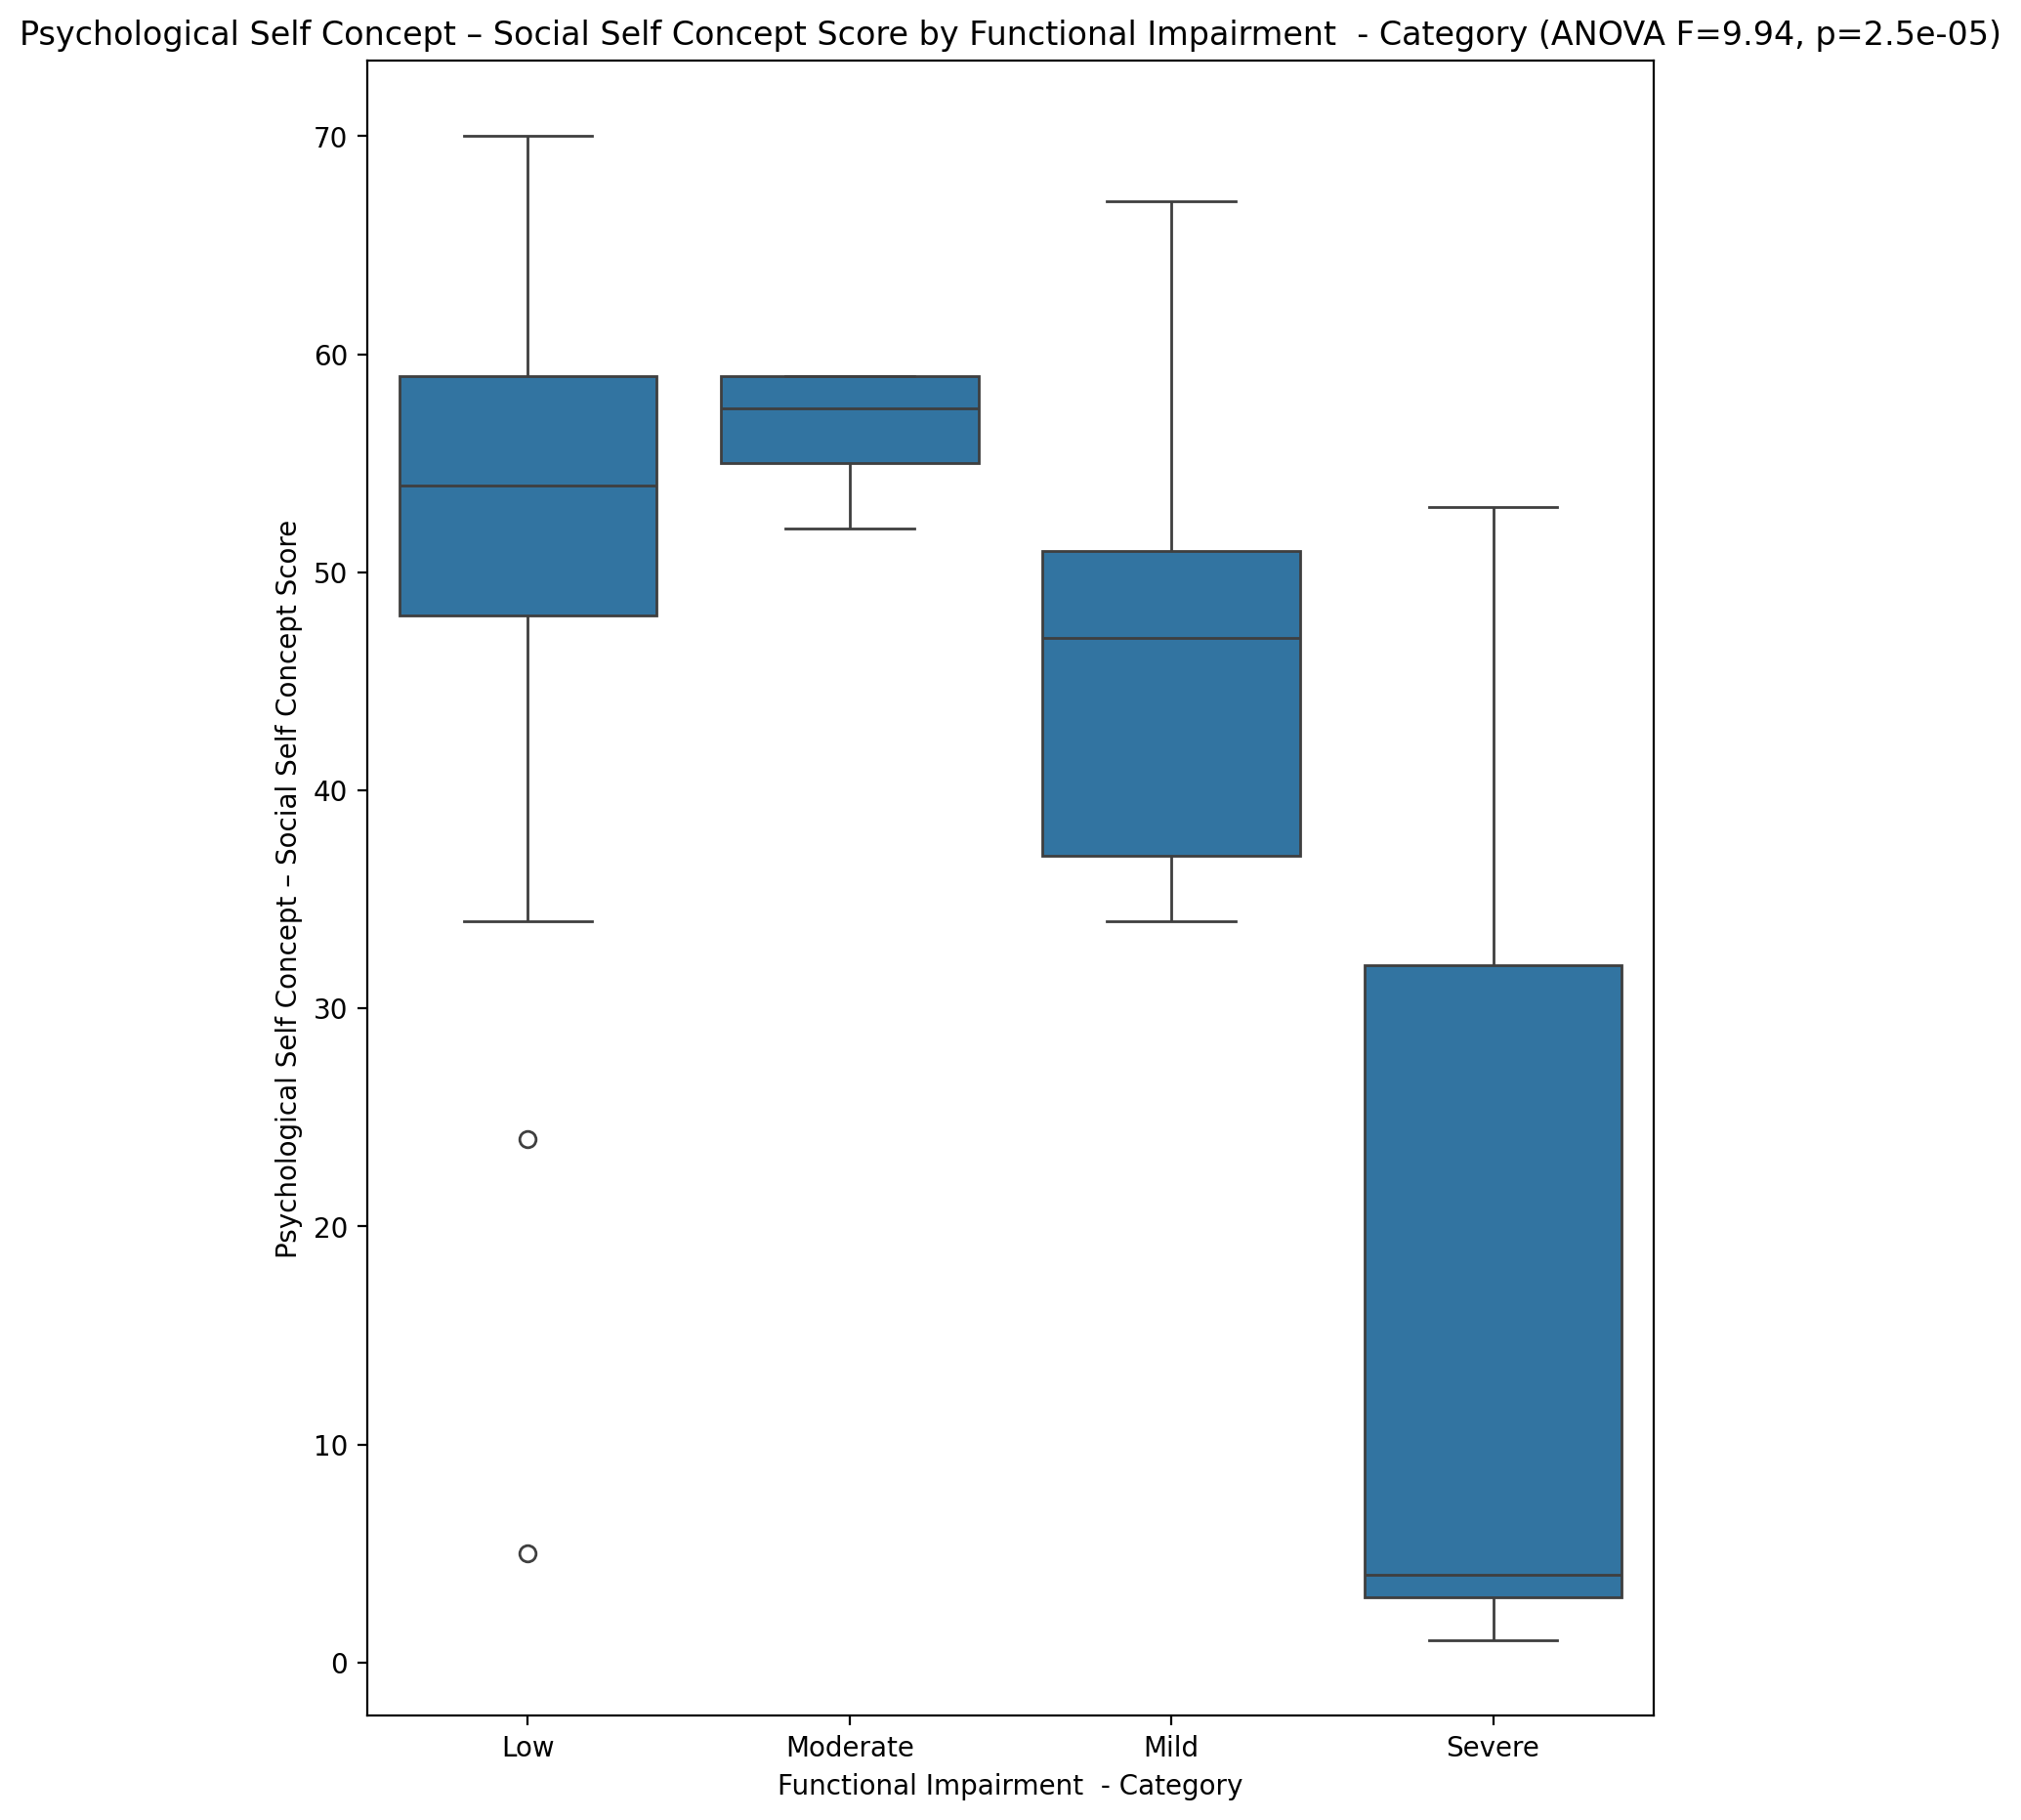 Psychological Self Concept – Social Self Concept Score by Functional Impairment  - Category (ANOVA F=9.94, p=2.5e-05)
Psychological Self Concept – Social Self Concept Score
70
60
50
40
30
20
10
0
Low Moderate Mild Severe
Functional Impairment  - Category